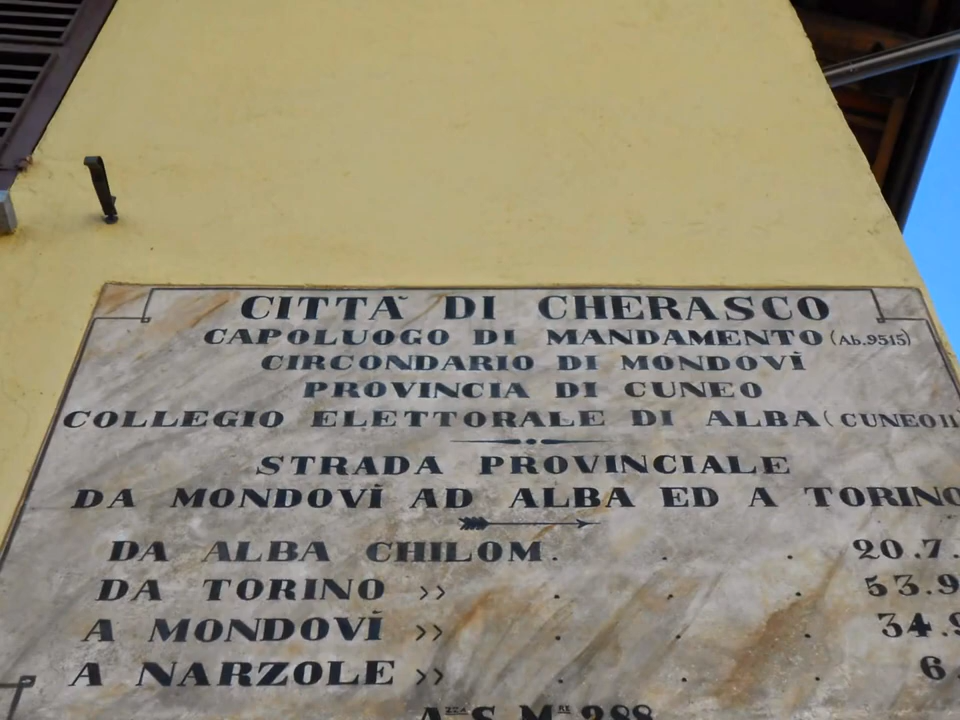 CITTÀ DI CHERASCO
CAPOLUOGO DI MANDAMENTO (Ab. 9515)
CIRCONDARIO DI MONDOVÌ
PROVINCIA DI CUNEO
COLLEGIO ELETTORALE DI ALBA (CUNEO II
STRADA PROVINCIALE
DA MONDOVÌ AD ALBA ED A TORINO
DA ALBA CHILOM. . . 20.7.
DA TORINO >> . . . 53.9
A MONDOVÌ >> . . . 34.9
A NARZOLE >> . . . 6.
A. S. M. 288